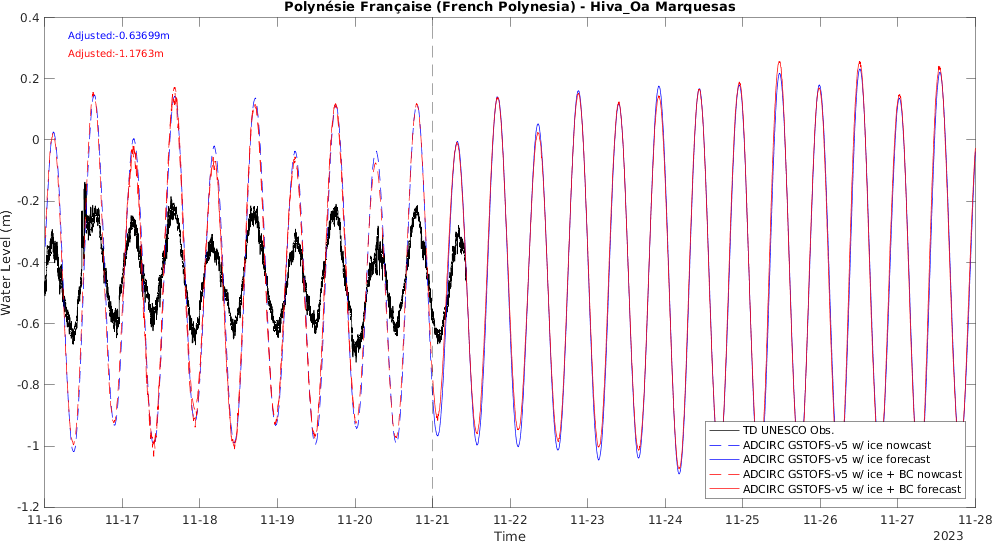 Polynésie Française (French Polynesia) - Hiva_Oa Marquesas
Adjusted:-0.63699m
Adjusted:-1.1763m
Water Level (m)
0.4
0.2
0
-0.2
-0.4
-0.6
-0.8
-1
-1.2
TD UNESCO Obs.
ADCIRC GSTOFS-v5 w/ ice nowcast
ADCIRC GSTOFS-v5 w/ ice forecast
ADCIRC GSTOFS-v5 w/ ice + BC nowcast
ADCIRC GSTOFS-v5 w/ ice + BC forecast
11-16 11-17 11-18 11-19 11-20 11-21 11-22 11-23 11-24 11-25 11-26 11-27 11-28
Time
2023